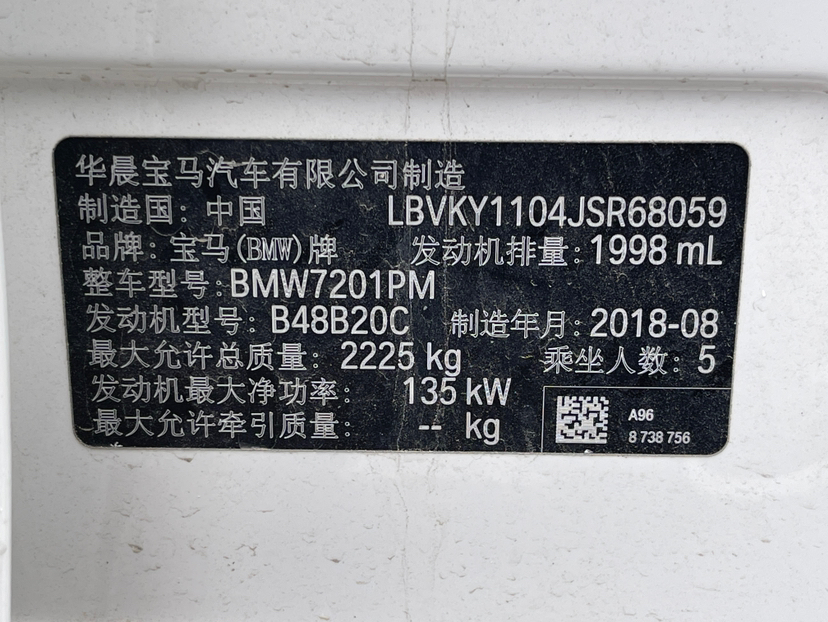 华晨宝马汽车有限公司制造
制造国：中国 LBVKY1104JSR68059
品牌：宝马(BMW)牌 发动机排量：1998 mL
整车型号：BMW7201PM
发动机型号：B48B20C 制造年月：2018-08
最大允许总质量：2225 kg 乘坐人数：5
发动机最大净功率：135 kW
最大允许牵引质量：-- kg
A96
8 738 756